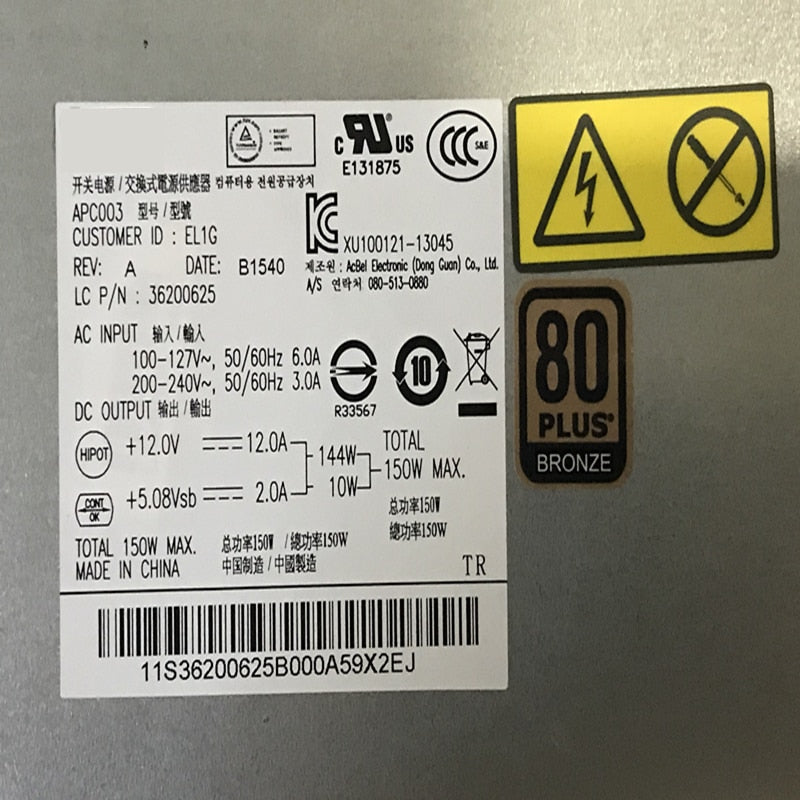 C UR US
E131875
CCC S&E
开关电源 / 交換式電源供應器 컴퓨터용 전원공급장치
APC003 型号 / 型號
CUSTOMER ID : EL1G
XU100121-13045
REV: A DATE: B1540
제조원 : AcBel Electronic (Dong Guan) Co., Ltd.
LC P/N : 36200625
A/S 연락처 080-513-0880
AC INPUT 输入 / 輸入
100-127V~, 50/60Hz 6.0A
200-240V~, 50/60Hz 3.0A
R33567
10
DC OUTPUT 输出 / 輸出
HIPOT
+12.0V 12.0A
144W
TOTAL
150W MAX.
CONT OK
+5.08Vsb 2.0A
10W
总功率150W
總功率150W
TOTAL 150W MAX. 总功率150W / 總功率150W
MADE IN CHINA 中国制造 / 中國製造
TR
11S36200625B000A59X2EJ
80
PLUS
BRONZE